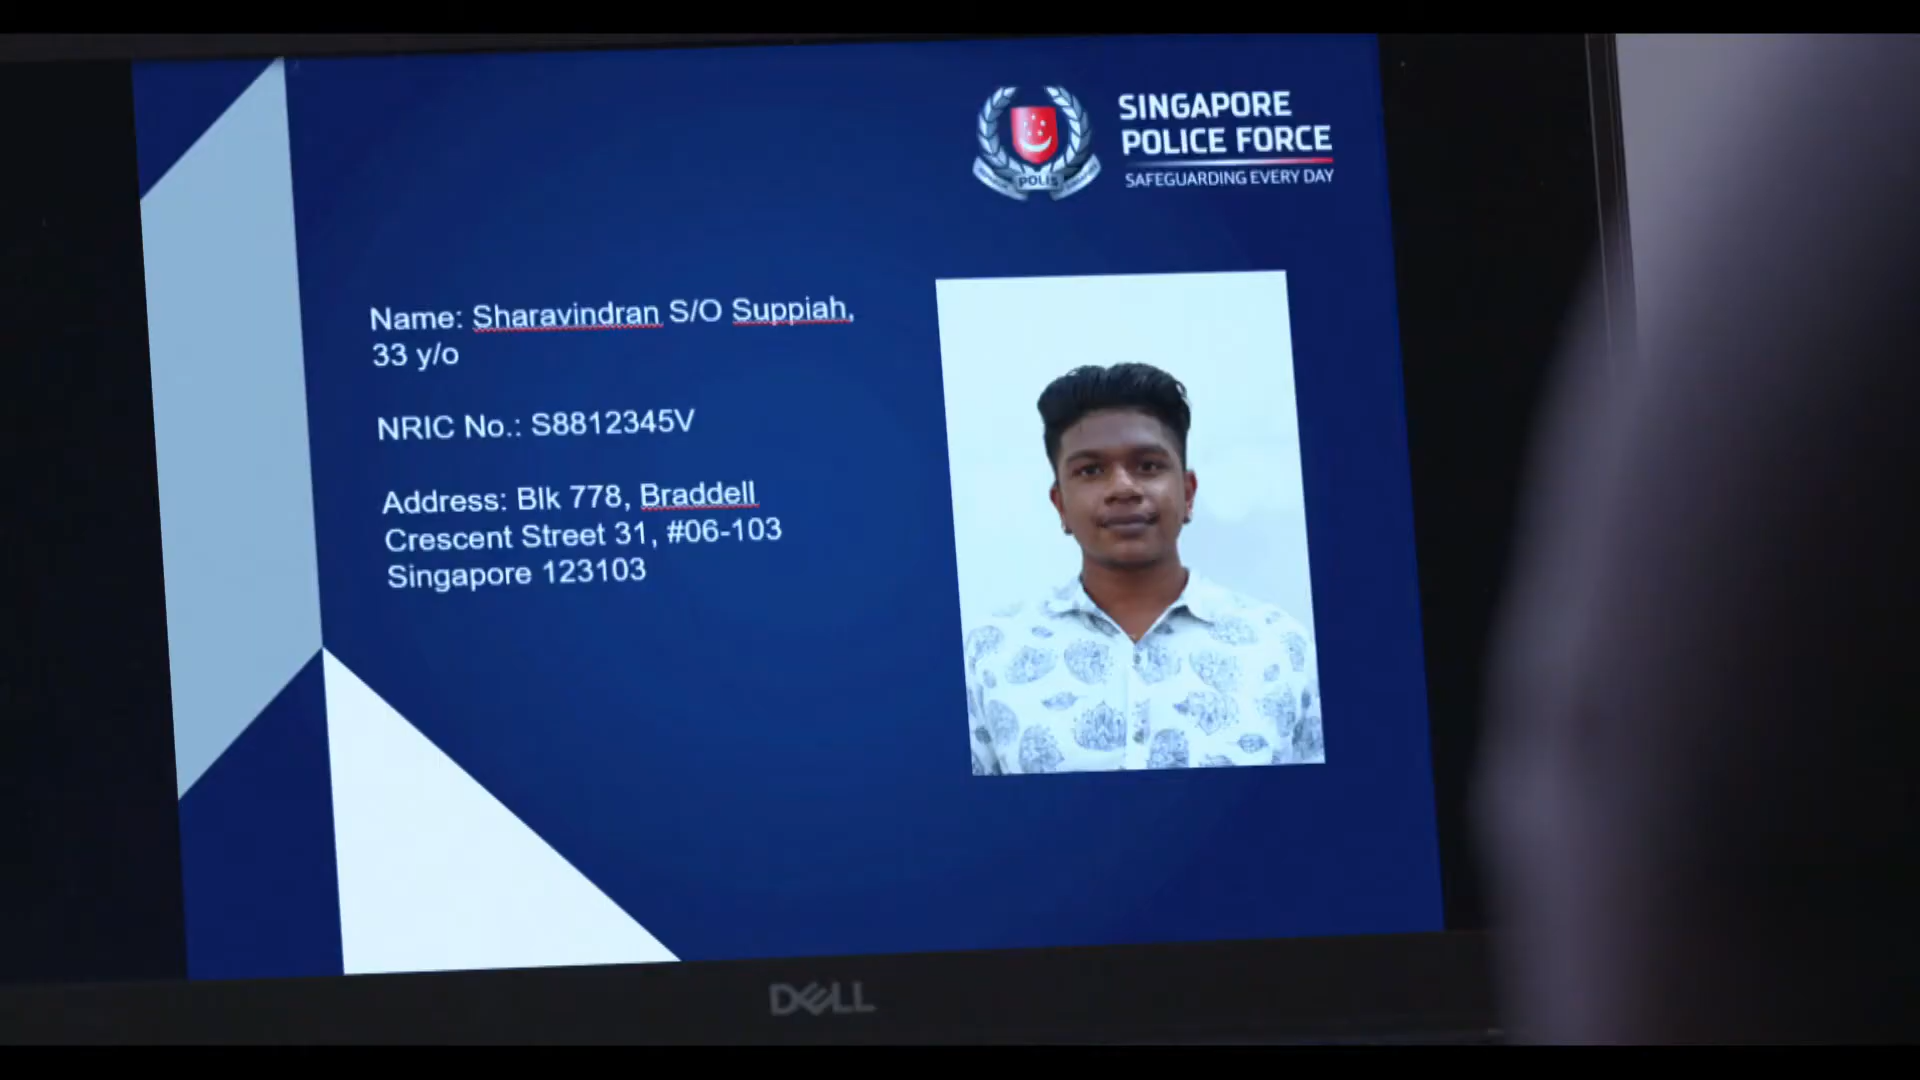 SINGAPORE
POLICE FORCE
SAFEGUARDING EVERY DAY
POLIS
Name: Sharavindran S/O Suppiah,
33 y/o
NRIC No.: S8812345V
Address: Blk 778, Braddell
Crescent Street 31, #06-103
Singapore 123103
DELL